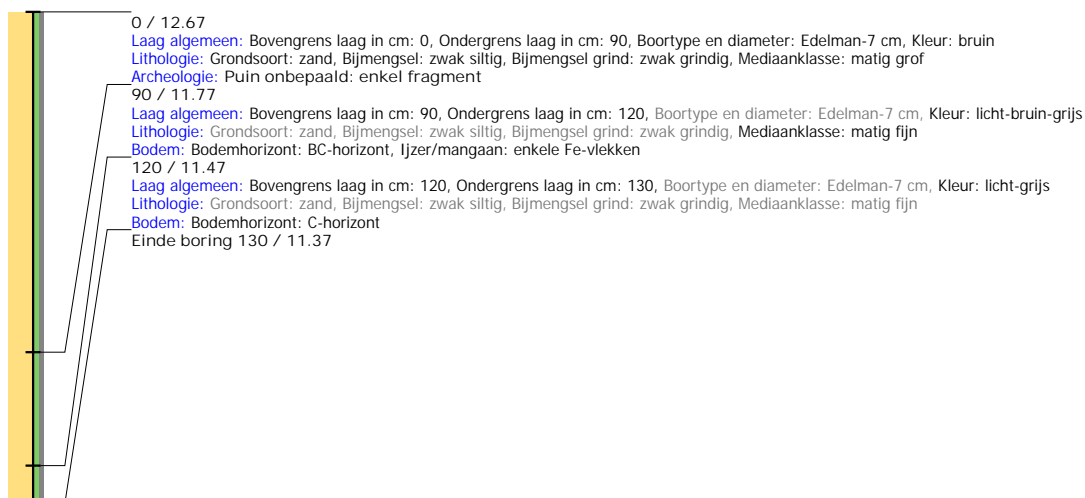 0 / 12.67
Laag algemeen: Bovengrens laag in cm: 0, Ondergrens laag in cm: 90, Boortype en diameter: Edelman-7 cm, Kleur: bruin
Lithologie: Grondsoort: zand, Bijmengsel: zwak siltig, Bijmengsel grind: zwak grindig, Mediaanklasse: matig grof
Archeologie: Puin onbepaald: enkel fragment
90 / 11.77
Laag algemeen: Bovengrens laag in cm: 90, Ondergrens laag in cm: 120, Boortype en diameter: Edelman-7 cm, Kleur: licht-bruin-grijs
Lithologie: Grondsoort: zand, Bijmengsel: zwak siltig, Bijmengsel grind: zwak grindig, Mediaanklasse: matig fijn
Bodem: Bodemhorizont: BC-horizont, Ijzer/mangaan: enkele Fe-vlekken
120 / 11.47
Laag algemeen: Bovengrens laag in cm: 120, Ondergrens laag in cm: 130, Boortype en diameter: Edelman-7 cm, Kleur: licht-grijs
Lithologie: Grondsoort: zand, Bijmengsel: zwak siltig, Bijmengsel grind: zwak grindig, Mediaanklasse: matig fijn
Bodem: Bodemhorizont: C-horizont
Einde boring 130 / 11.37